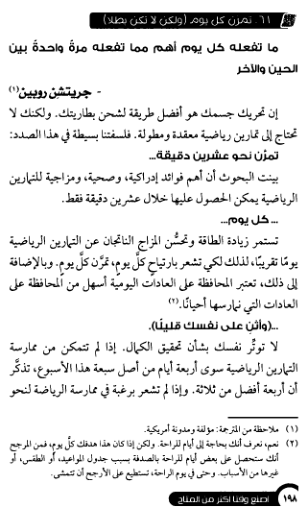 ٦١. تمرن كل يوم (ولكن لا تكن بطلا)
ما تفعله كل يوم أهم مما تفعله مرةً واحدةً بين
الحين والآخر
- جريتشن روبين(١)
إن تحريك جسمك هو أفضل طريقة لشحن بطاريتك. ولكنك لا
تحتاج إلى تمارين رياضية معقدة ومطولة. فلسفتنا بسيطة في هذا الصدد:
تمرَّن نحو عشرين دقيقة...
بينت البحوث أن أهم فوائد إدراكية، وصحية، ومزاجية للتمارين
الرياضية يمكن الحصول عليها خلال عشرين دقيقة فقط.
... كل يوم...
تستمر زيادة الطاقة وتحسُّن المزاج الناتجان عن التمارين الرياضية
يومًا تقريبًا، لذلك لكي تشعر بارتياحٍ كلَّ يومٍ، تمرَّن كلَّ يومٍ. وبالإضافة
إلى ذلك، تعتبر المحافظة على العادات اليومية أسهل من المحافظة على
العادات التي نمارسها أحيانًا.(٢)
...(وأثنِ على نفسك قليلًا).
لا توتِّر نفسك بشأن تحقيق الكمال. إذا لم تتمكن من ممارسة
التمارين الرياضية سوى أربعة أيام من أصل سبعة هذا الأسبوع، تذكَّر
أن أربعة أفضل من ثلاثة. وإذا لم تشعر برغبة في ممارسة الرياضة لنحو
(١) ملاحظة من المترجمة: مؤلفة ومدونة أمريكية.
(٢) نعم، نعرف أنك بحاجة إلى أيام للراحة. ولكن إذا كان هذا هدفك كلَّ يومٍ، فمن المرجح
أنك ستحصل على بعض أيام للراحة بالصدفة بسبب جدول المواعيد، أو الطقس، أو
غيرها من الأسباب. وحتى في يوم الراحة، تستطيع على الأرجح أن تتمشى.
١٩٨ اصنع وقتا أكثر من المتاح